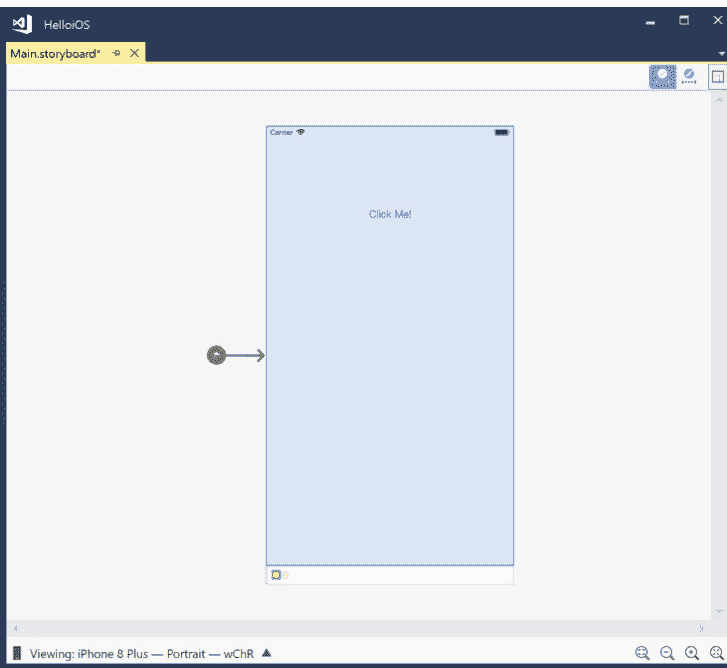 HelloiOS
Main.storyboard*
Carrier
Click Me!
Viewing: iPhone 8 Plus — Portrait — wChR